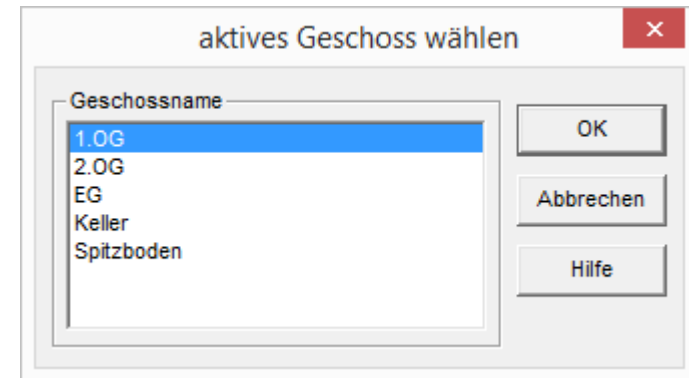 aktives Geschoss wählen
Geschossname
1.OG
2.OG
EG
Keller
Spitzboden
OK
Abbrechen
Hilfe